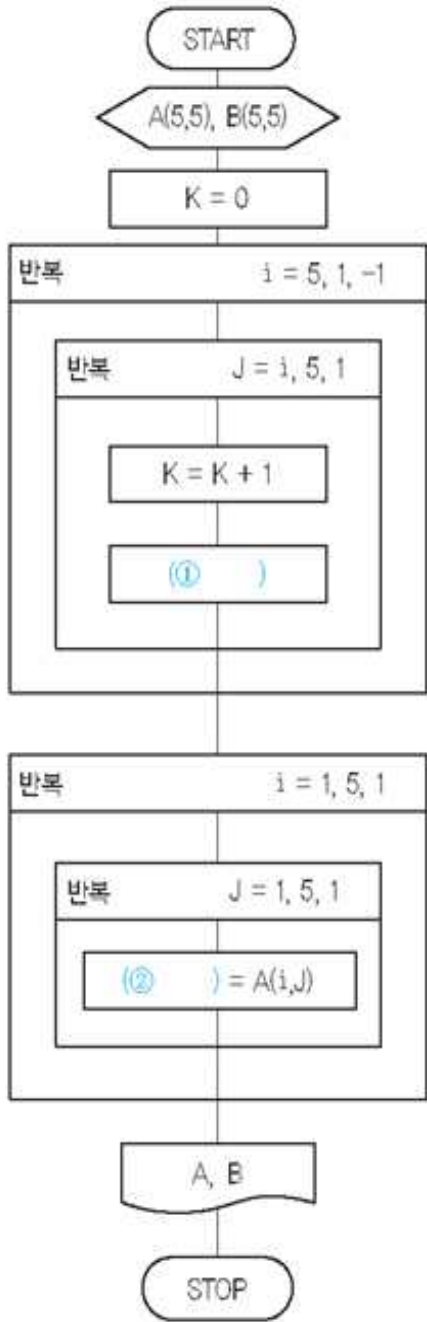 START
A(5,5), B(5,5)
K = 0
반복 i = 5, 1, -1
반복 J = i, 5, 1
K = K + 1
(① )
반복 i = 1, 5, 1
반복 J = 1, 5, 1
(② ) = A(i,J)
A, B
STOP